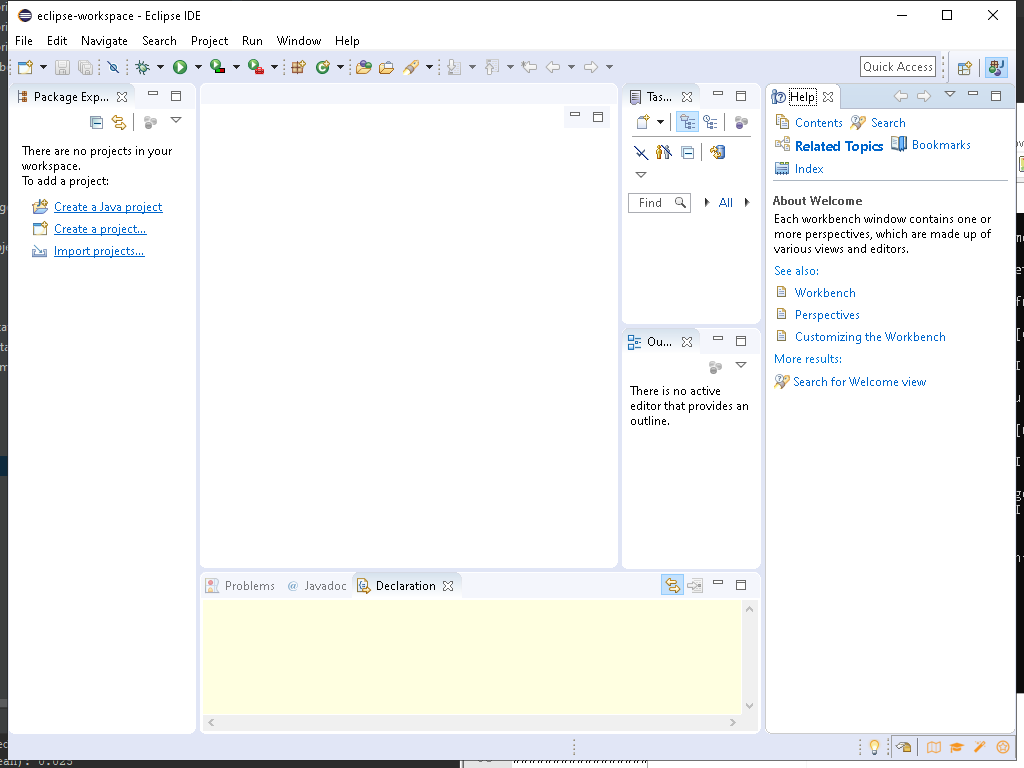 eclipse-workspace - Eclipse IDE
File Edit Navigate Search Project Run Window Help
Quick Access
Package Exp...
There are no projects in your
workspace.
To add a project:
Create a Java project
Create a project...
Import projects...
Tas...
Find
All
Ou...
There is no active
editor that provides an
outline.
Help
Contents Search
Related Topics Bookmarks
Index
About Welcome
Each workbench window contains one or
more perspectives, which are made up of
various views and editors.
See also:
Workbench
Perspectives
Customizing the Workbench
More results:
Search for Welcome view
Problems @ Javadoc Declaration